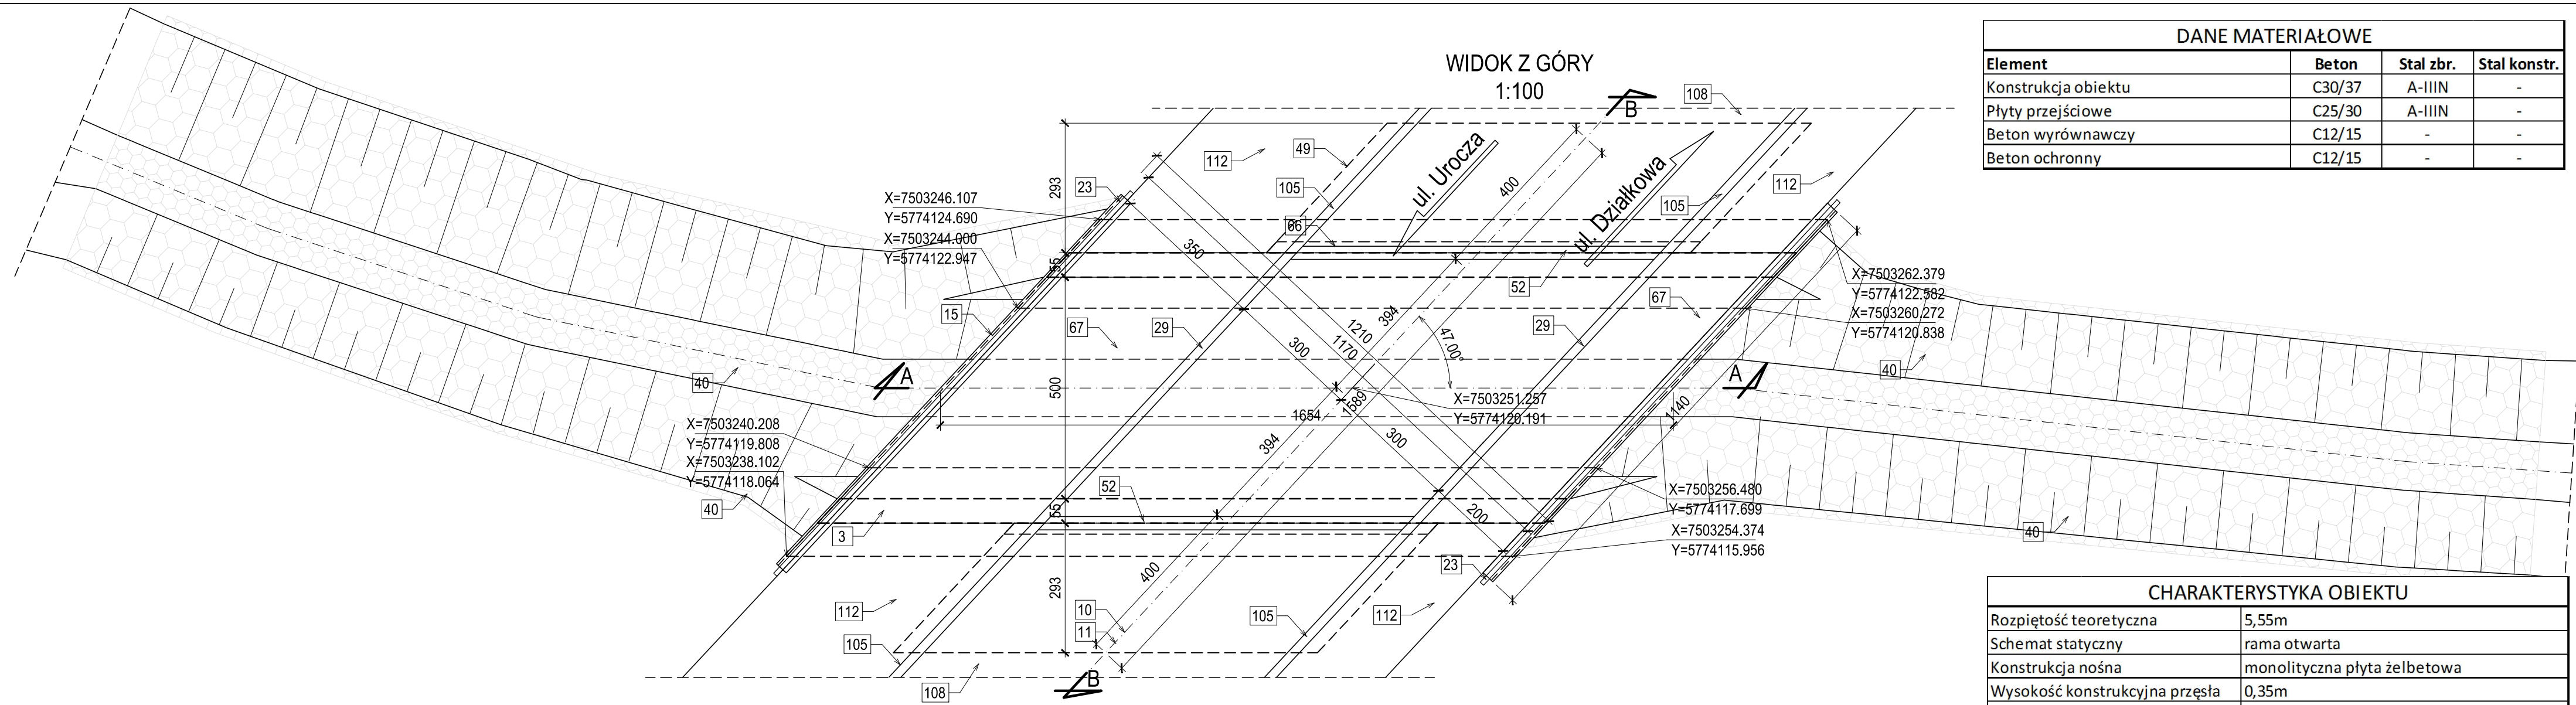 WIDOK Z GÓRY
1:100
DANE MATERIAŁOWE
Element Beton Stal zbr. Stal konstr.
Konstrukcja obiektu C30/37 A-IIIN -
Płyty przejściowe C25/30 A-IIIN -
Beton wyrównawczy C12/15 - -
Beton ochronny C12/15 - -
B
108
112
49
105
66
ul. Urocza
ul. Działkowa
400
105
112
23
293
X=7503246.107
Y=5774124.690
X=7503244.000
Y=5774122.947
55
350
52
67
X=7503262.379
Y=5774122.582
X=7503260.272
Y=5774120.838
15
67
29
394
1210
1170
300
47.00°
29
40
A
500
A
40
1654
1589
X=7503251.257
Y=5774120.191
1140
X=7503240.208
Y=5774119.808
X=7503238.102
Y=5774118.064
394
300
40
52
55
200
3
X=7503256.480
Y=5774117.699
X=7503254.374
Y=5774115.956
40
23
400
293
10
11
112
105
105
112
108
B
CHARAKTERYSTYKA OBIEKTU
Rozpiętość teoretyczna 5,55m
Schemat statyczny rama otwarta
Konstrukcja nośna monolityczna płyta żelbetowa
Wysokość konstrukcyjna przęsła 0,35m